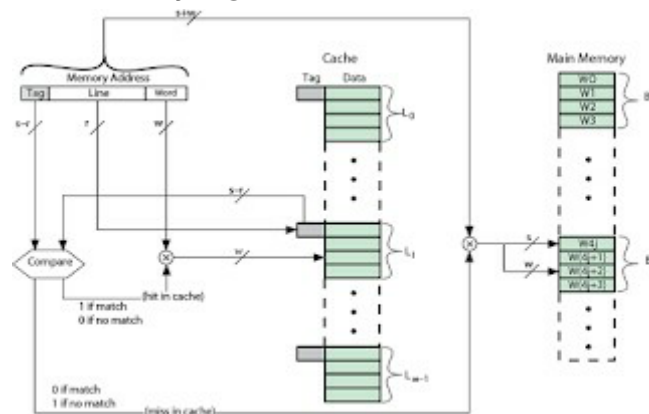 s+w
Memory Address
Tag Line Word
Cache
Tag Data
Main Memory
W0
W1
W2
W3
B
L0
s–r
r
w
s–r
W4j
W(4j+1)
W(4j+2)
W(4j+3)
B
s
w
Li
w
Compare
(hit in cache)
1 if match
0 if no match
0 if match
1 if no match
(miss in cache)